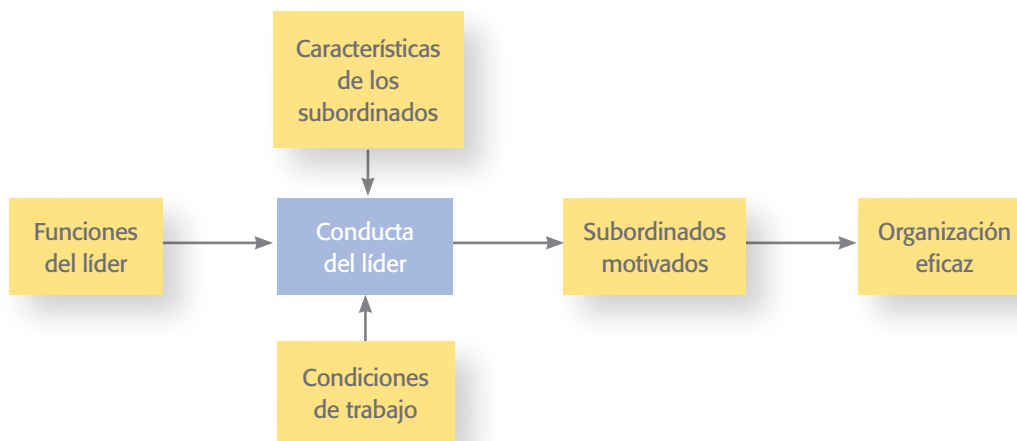 Características
de los
subordinados
Funciones
del líder
Conducta
del líder
Subordinados
motivados
Organización
eficaz
Condiciones
de trabajo